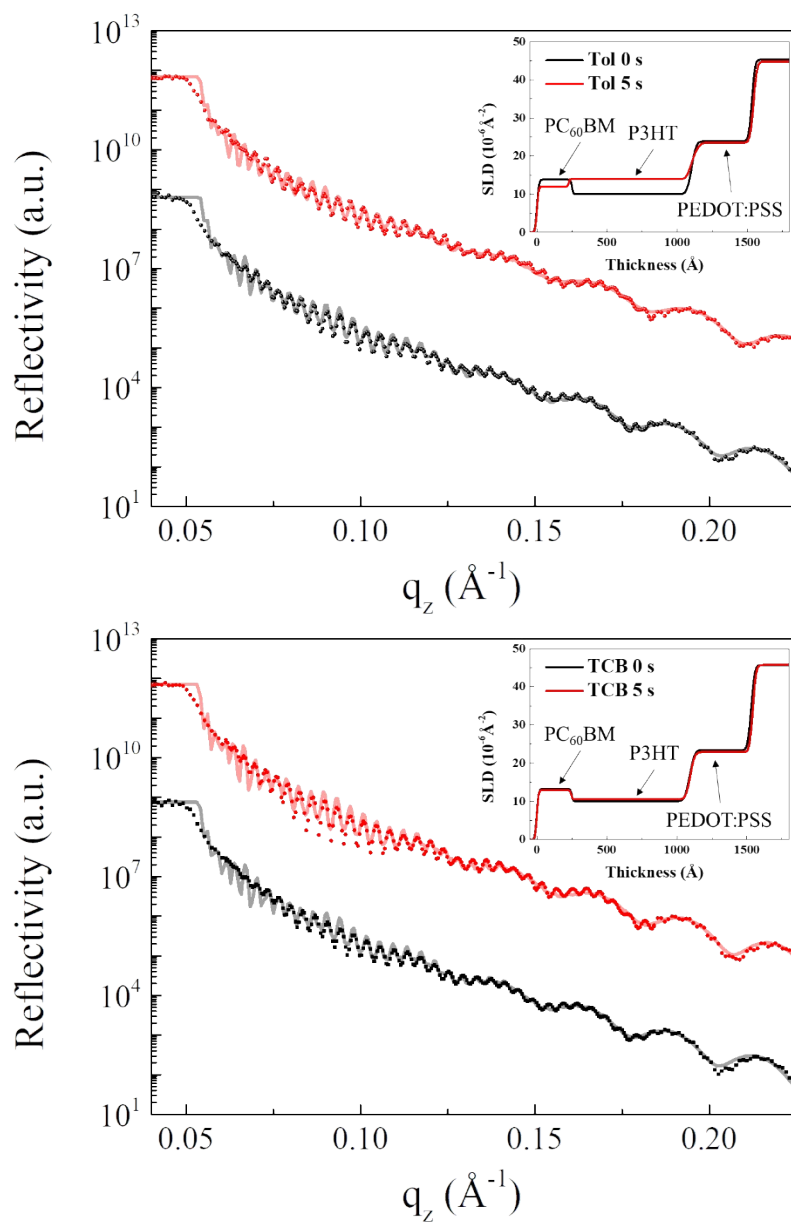 10^13
10^10
10^7
10^4
10^1
Reflectivity (a.u.)
0.05 0.10 0.15 0.20
q_z (Å^-1)
50
40
30
20
10
0
SLD (10^-6 Å^-2)
Tol 0 s
Tol 5 s
PC_60BM
P3HT
PEDOT:PSS
0 500 1000 1500
Thickness (Å)
10^13
10^10
10^7
10^4
10^1
Reflectivity (a.u.)
0.05 0.10 0.15 0.20
q_z (Å^-1)
50
40
30
20
10
0
SLD (10^-6 Å^-2)
TCB 0 s
TCB 5 s
PC_60BM
P3HT
PEDOT:PSS
0 500 1000 1500
Thickness (Å)